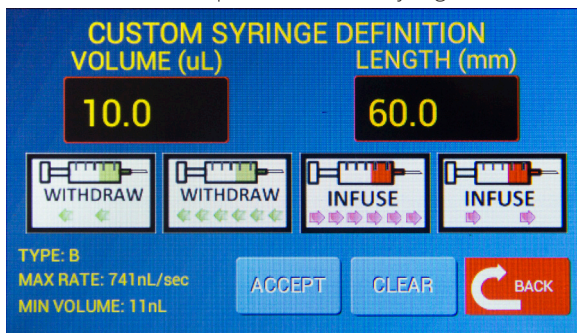 CUSTOM SYRINGE DEFINITION
VOLUME (uL)
LENGTH (mm)
10.0
60.0
WITHDRAW
WITHDRAW
INFUSE
INFUSE
TYPE: B
MAX RATE: 741nL/sec
MIN VOLUME: 11nL
ACCEPT
CLEAR
BACK